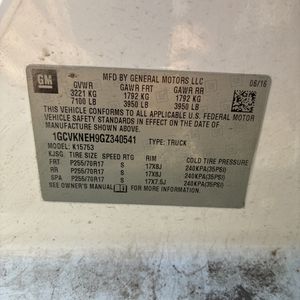 GM
MFD BY GENERAL MOTORS LLC
06/16
GVWR GAWR FRT GAWR RR
3221 KG 1792 KG 1792 KG
7100 LB 3950 LB 3950 LB
THIS VEHICLE CONFORMS TO ALL APPLICABLE U.S. FEDERAL MOTOR
VEHICLE SAFETY STANDARDS IN EFFECT ON THE DATE OF
MANUFACTURE SHOWN ABOVE.
1GCVKNEH9GZ340541 TYPE: TRUCK
MODEL: K15753
KJSG TIRE SIZE SPEED RTG RIM COLD TIRE PRESSURE
FRT P255/70R17 S 17X8J 240KPA(35PSI)
RR P255/70R17 S 17X8J 240KPA(35PSI)
SPA P255/70R17 S 17X7.5J 240KPA(35PSI)
SEE OWNER'S MANUAL FOR ADDITIONAL INFORMATION.